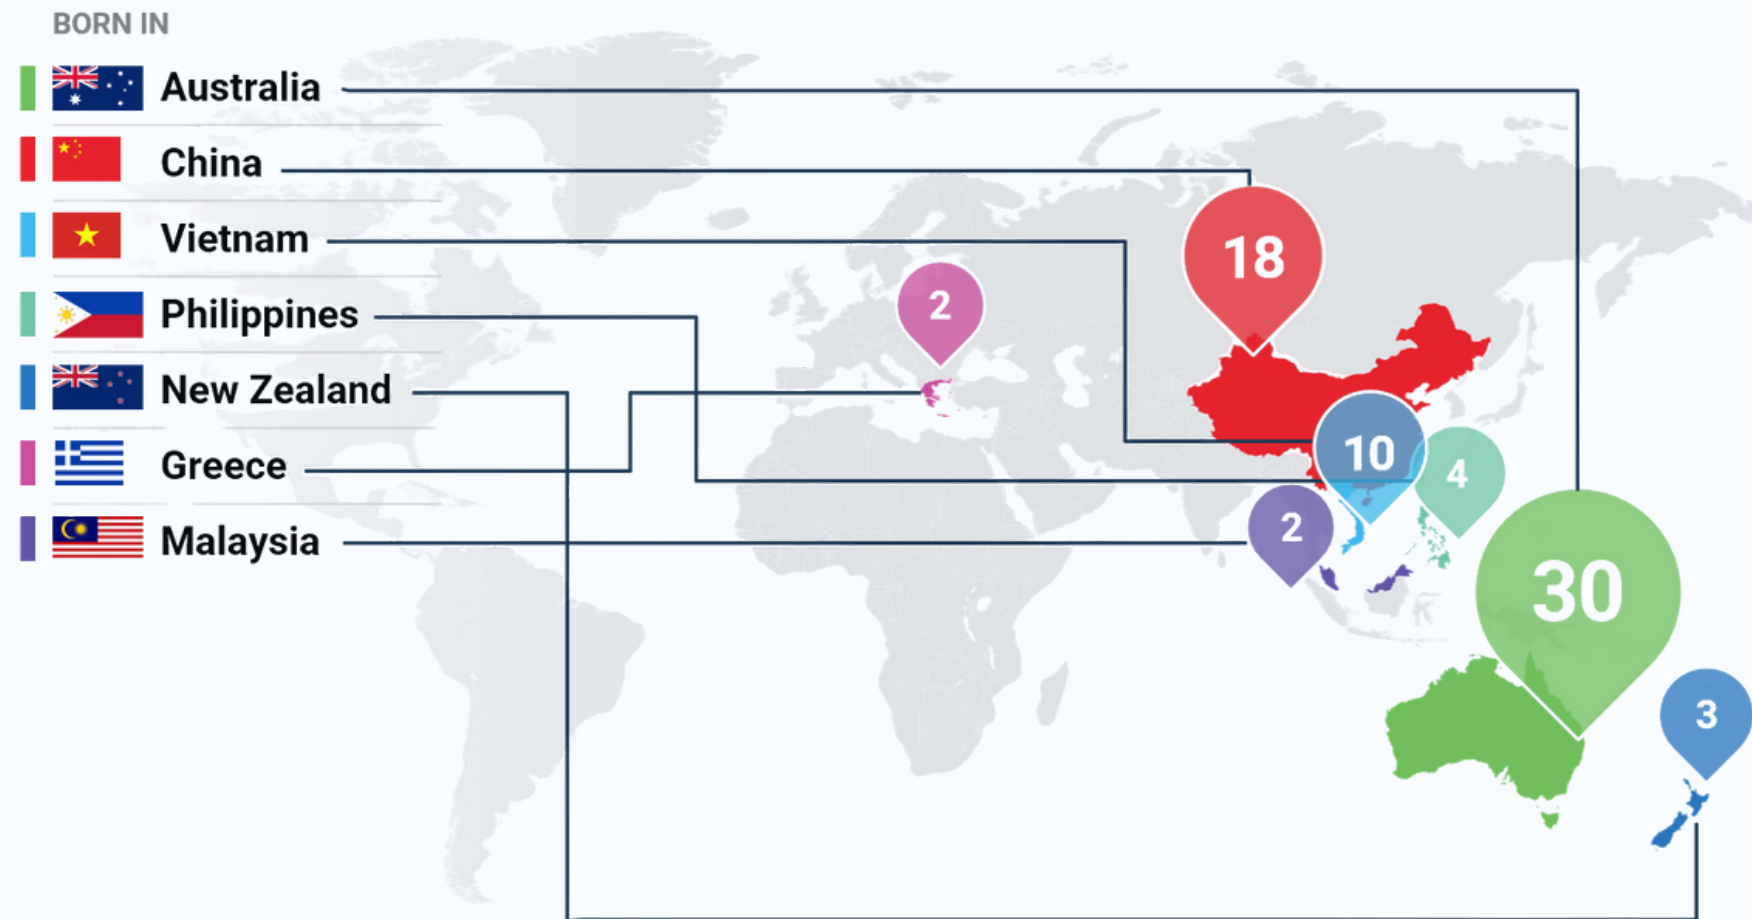 BORN IN
Australia
China
Vietnam
Philippines
New Zealand
Greece
Malaysia
18
2
10
4
2
30
3